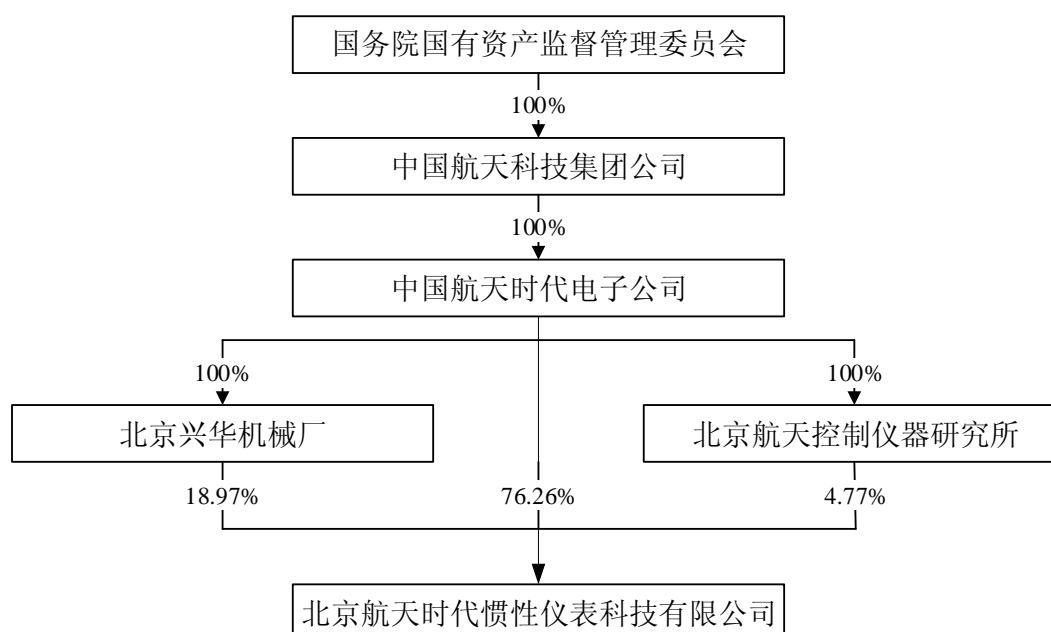 国务院国有资产监督管理委员会
100%
中国航天科技集团公司
100%
中国航天时代电子公司
100%
100%
北京兴华机械厂
北京航天控制仪器研究所
18.97%
76.26%
4.77%
北京航天时代惯性仪表科技有限公司